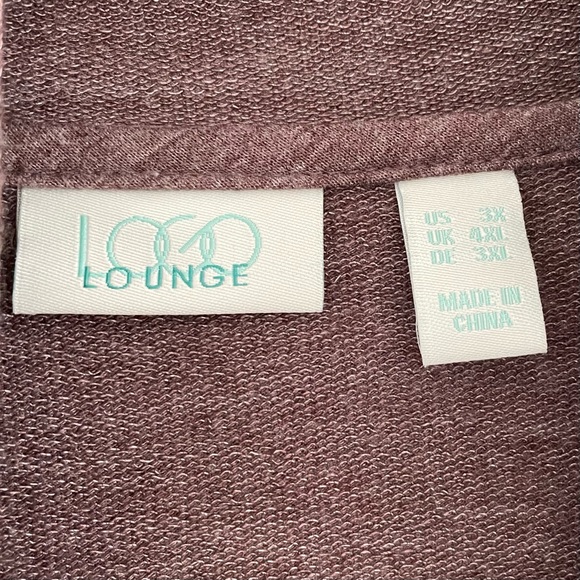 LOGO
LOUNGE
US 3X
UK 4XL
DE 3XL
MADE IN
CHINA